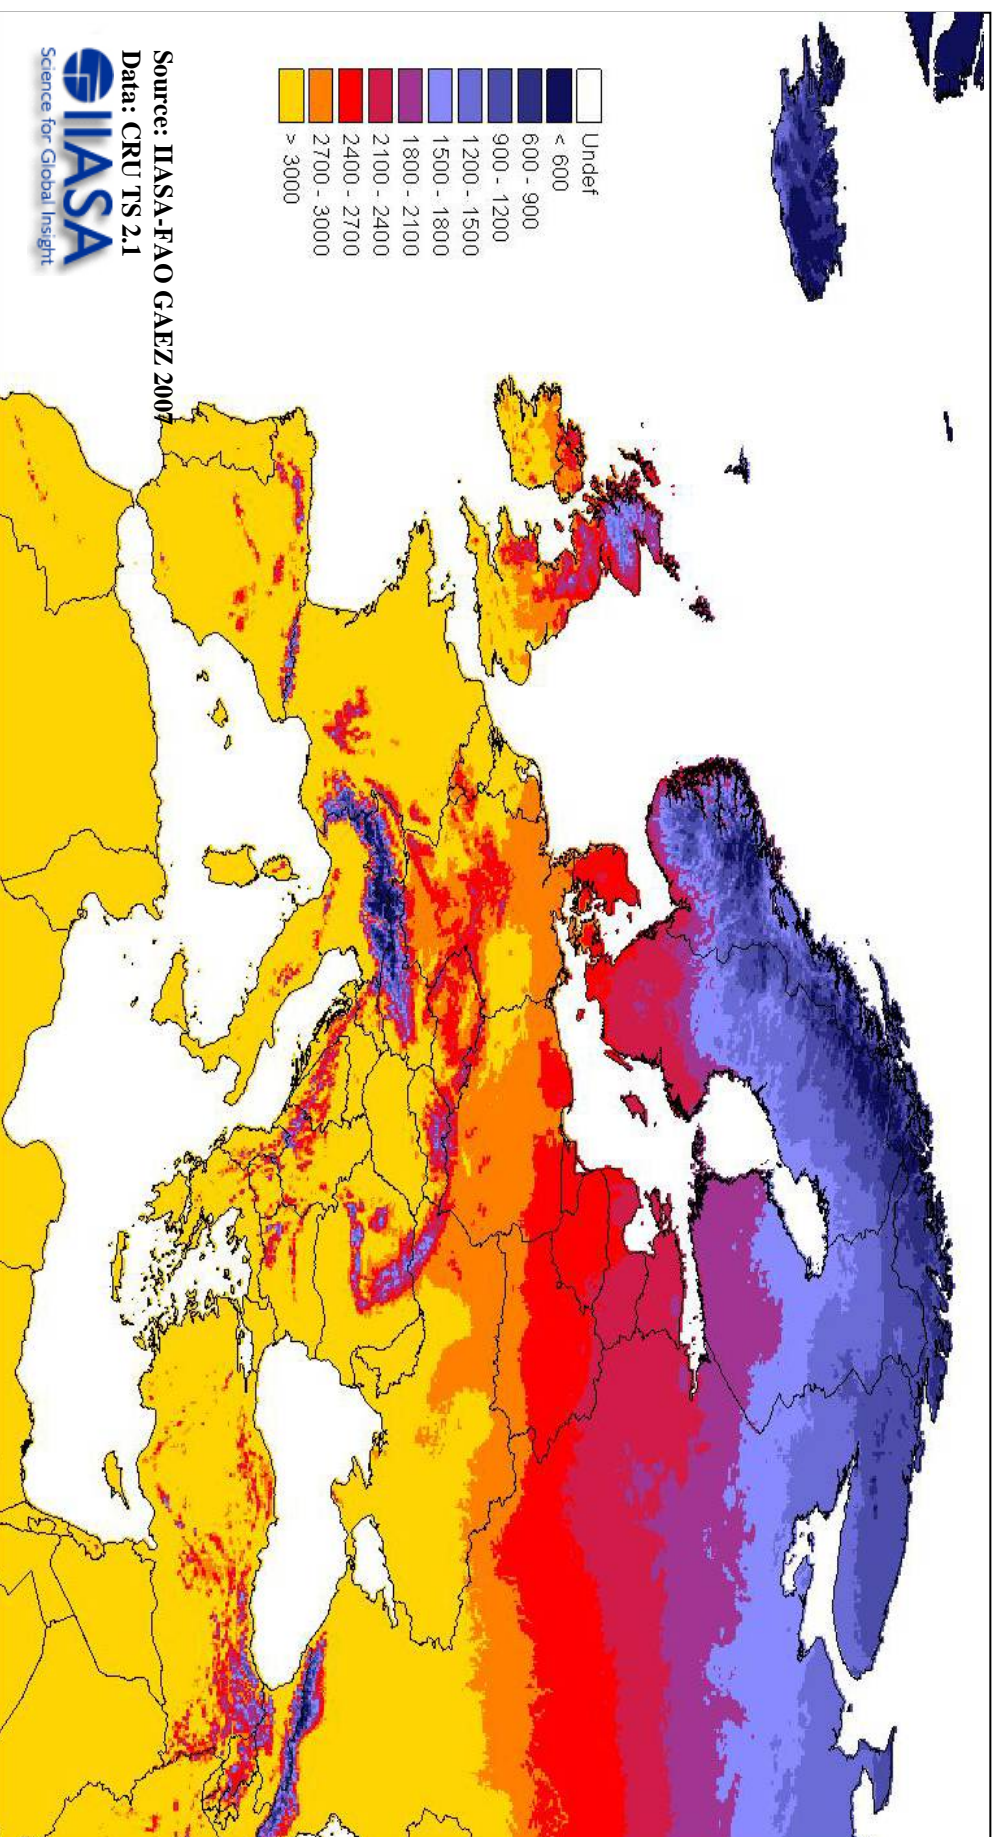 Undef
< 600
600 - 900
900 - 1200
1200 - 1500
1500 - 1800
1800 - 2100
2100 - 2400
2400 - 2700
2700 - 3000
> 3000
Source: IIASA-FAO GAEZ 2007
Data: CRU TS 2.1
IIASA
Science for Global Insight